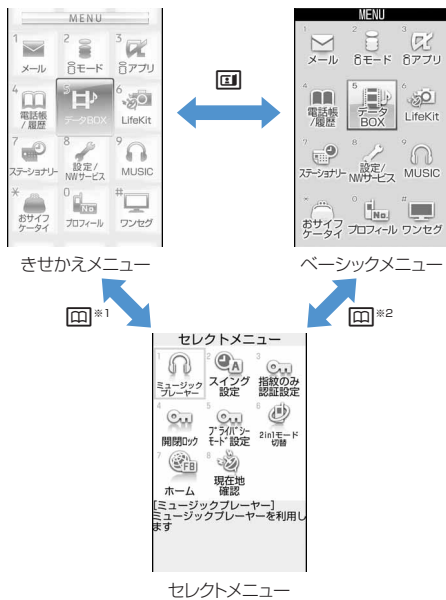 MENU
1 2 3
メール iモード iアプリ
4 5 6
電話帳/履歴 データBOX LifeKit
7 8 9
ステーショナリー 設定/NWサービス MUSIC
* 0 #
おサイフケータイ プロフィール ワンセグ
きせかえメニュー
MENU
1 2 3
メール iモード iアプリ
4 5 6
電話帳/履歴 データBOX LifeKit
7 8 9
ステーショナリー 設定/NWサービス MUSIC
* 0 #
おサイフケータイ プロフィール ワンセグ
ベーシックメニュー
※1
※2
セレクトメニュー
1 2 3
ミュージックプレーヤー スイング設定 指紋のみ認証設定
4 5 6
開閉ロック プライバシーモード設定 2in1モード切替
7 8
ホーム 現在地確認
[ミュージックプレーヤー]
ミュージックプレーヤーを利用し
ます
セレクトメニュー